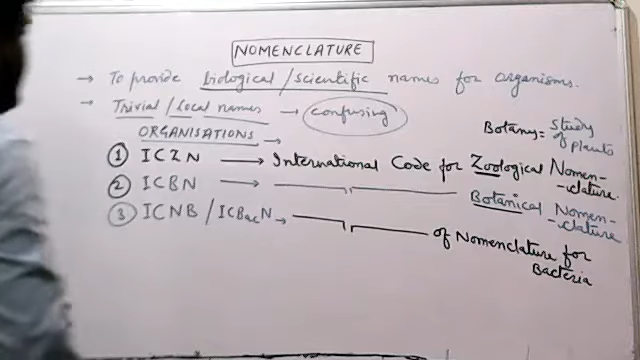 NOMENCLATURE
→ To provide biological/scientific names for organisms.
→ Trivial/Local names → confusing
Botany = Study of plants
ORGANISATIONS →
① ICZN → International Code for Zoological Nomen-
-clature.
② ICBN → —〃— Botanical Nomen-
-clature
③ ICNB / ICBacN → —〃— of Nomenclature for
Bacteria